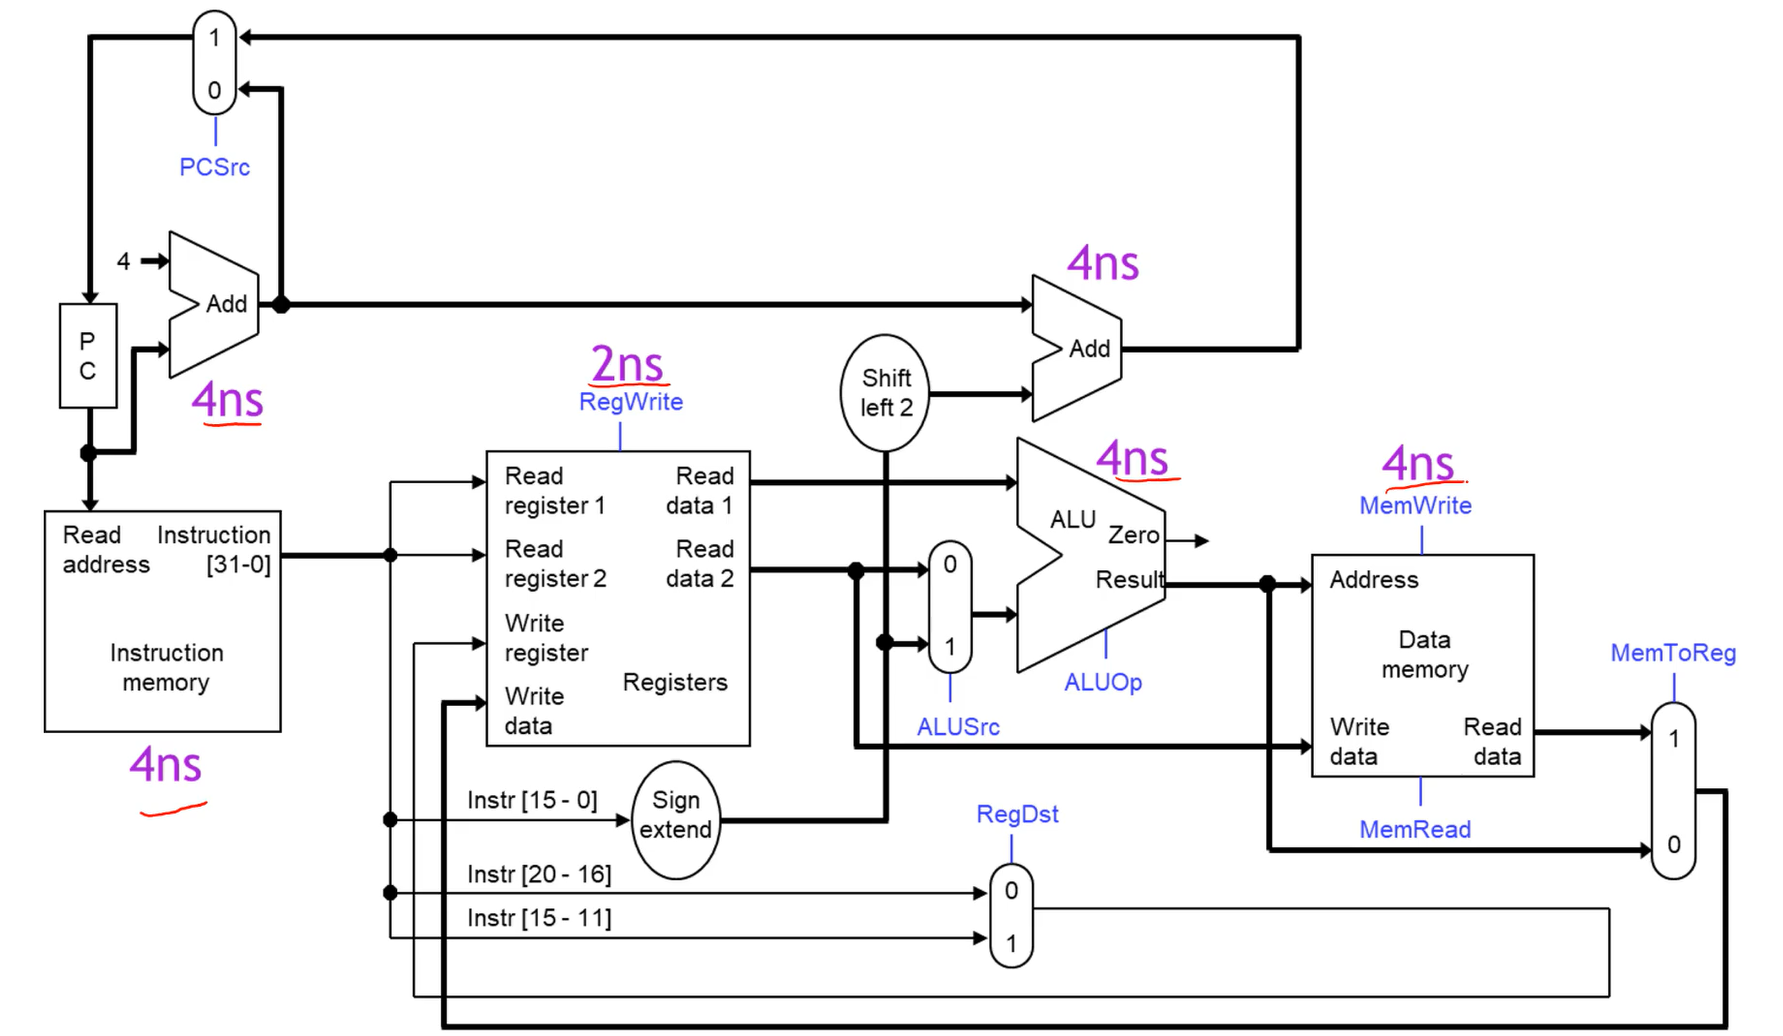 1
0
PCSrc
4
Add
P
C
4ns
4ns
Add
Shift
left 2
2ns
RegWrite
Read
address
Instruction
[31-0]
Instruction
memory
4ns
Read
register 1
Read
data 1
Read
register 2
Read
data 2
Write
register
Write
data
Registers
0
1
ALUSrc
4ns
ALU
Zero
Result
ALUOp
4ns
MemWrite
Address
Data
memory
Write
data
Read
data
MemRead
MemToReg
1
0
Instr [15 - 0]
Sign
extend
Instr [20 - 16]
Instr [15 - 11]
RegDst
0
1